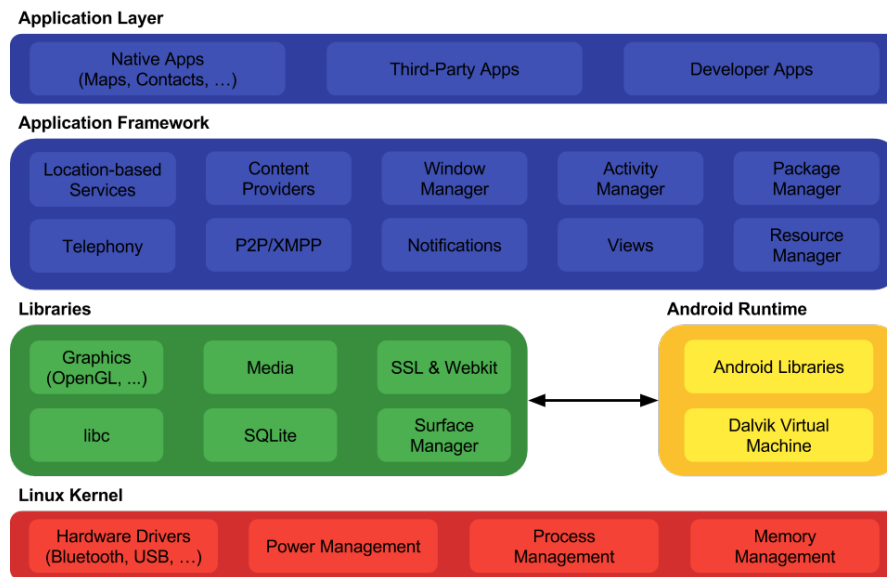 Application Layer
Native Apps
(Maps, Contacts, …)
Third-Party Apps
Developer Apps
Application Framework
Location-based
Services
Content
Providers
Window
Manager
Activity
Manager
Package
Manager
Telephony
P2P/XMPP
Notifications
Views
Resource
Manager
Libraries
Android Runtime
Graphics
(OpenGL, ...)
Media
SSL & Webkit
Android Libraries
libc
SQLite
Surface
Manager
Dalvik Virtual
Machine
Linux Kernel
Hardware Drivers
(Bluetooth, USB, …)
Power Management
Process
Management
Memory
Management